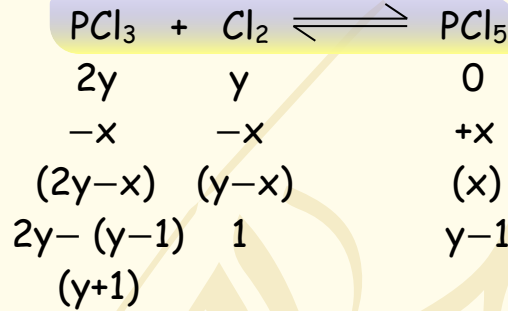 PCl₃ + Cl₂ ⇌ PCl₅
2y y 0
−x −x +x
(2y−x) (y−x) (x)
2y− (y−1) 1 y−1
(y+1)